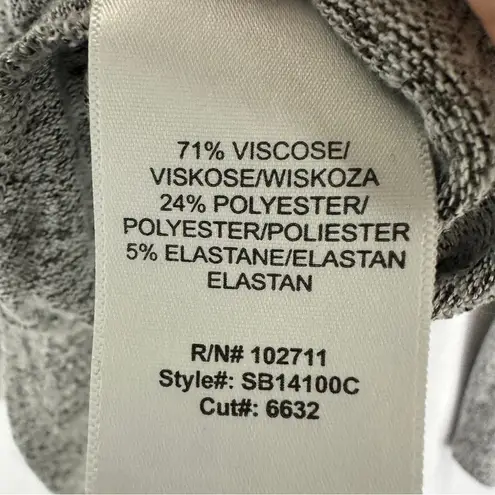 71% VISCOSE/
VISKOSE/WISKOZA
24% POLYESTER/
POLYESTER/POLIESTER
5% ELASTANE/ELASTAN
ELASTAN
R/N# 102711
Style#: SB14100C
Cut#: 6632